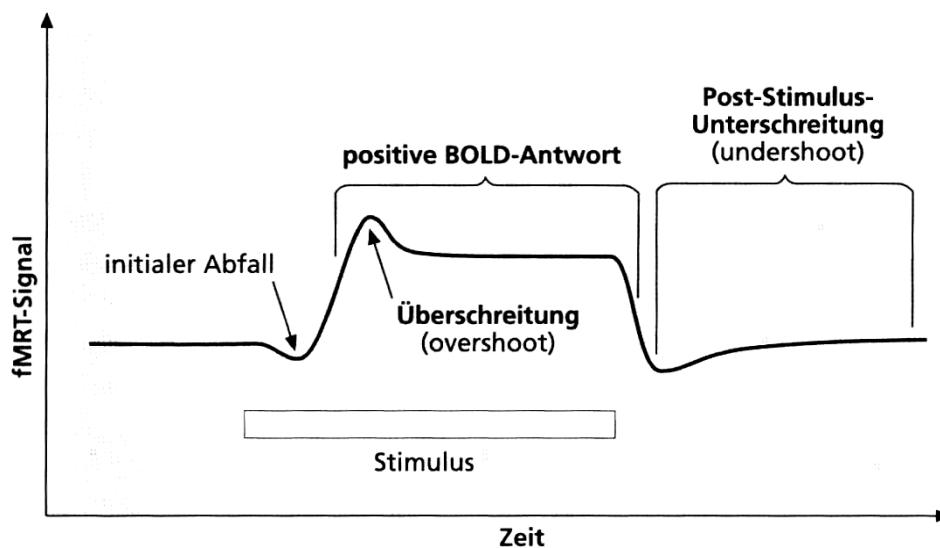 Post-Stimulus-
Unterschreitung
(undershoot)
positive BOLD-Antwort
initialer Abfall
Überschreitung
(overshoot)
fMRT-Signal
Stimulus
Zeit